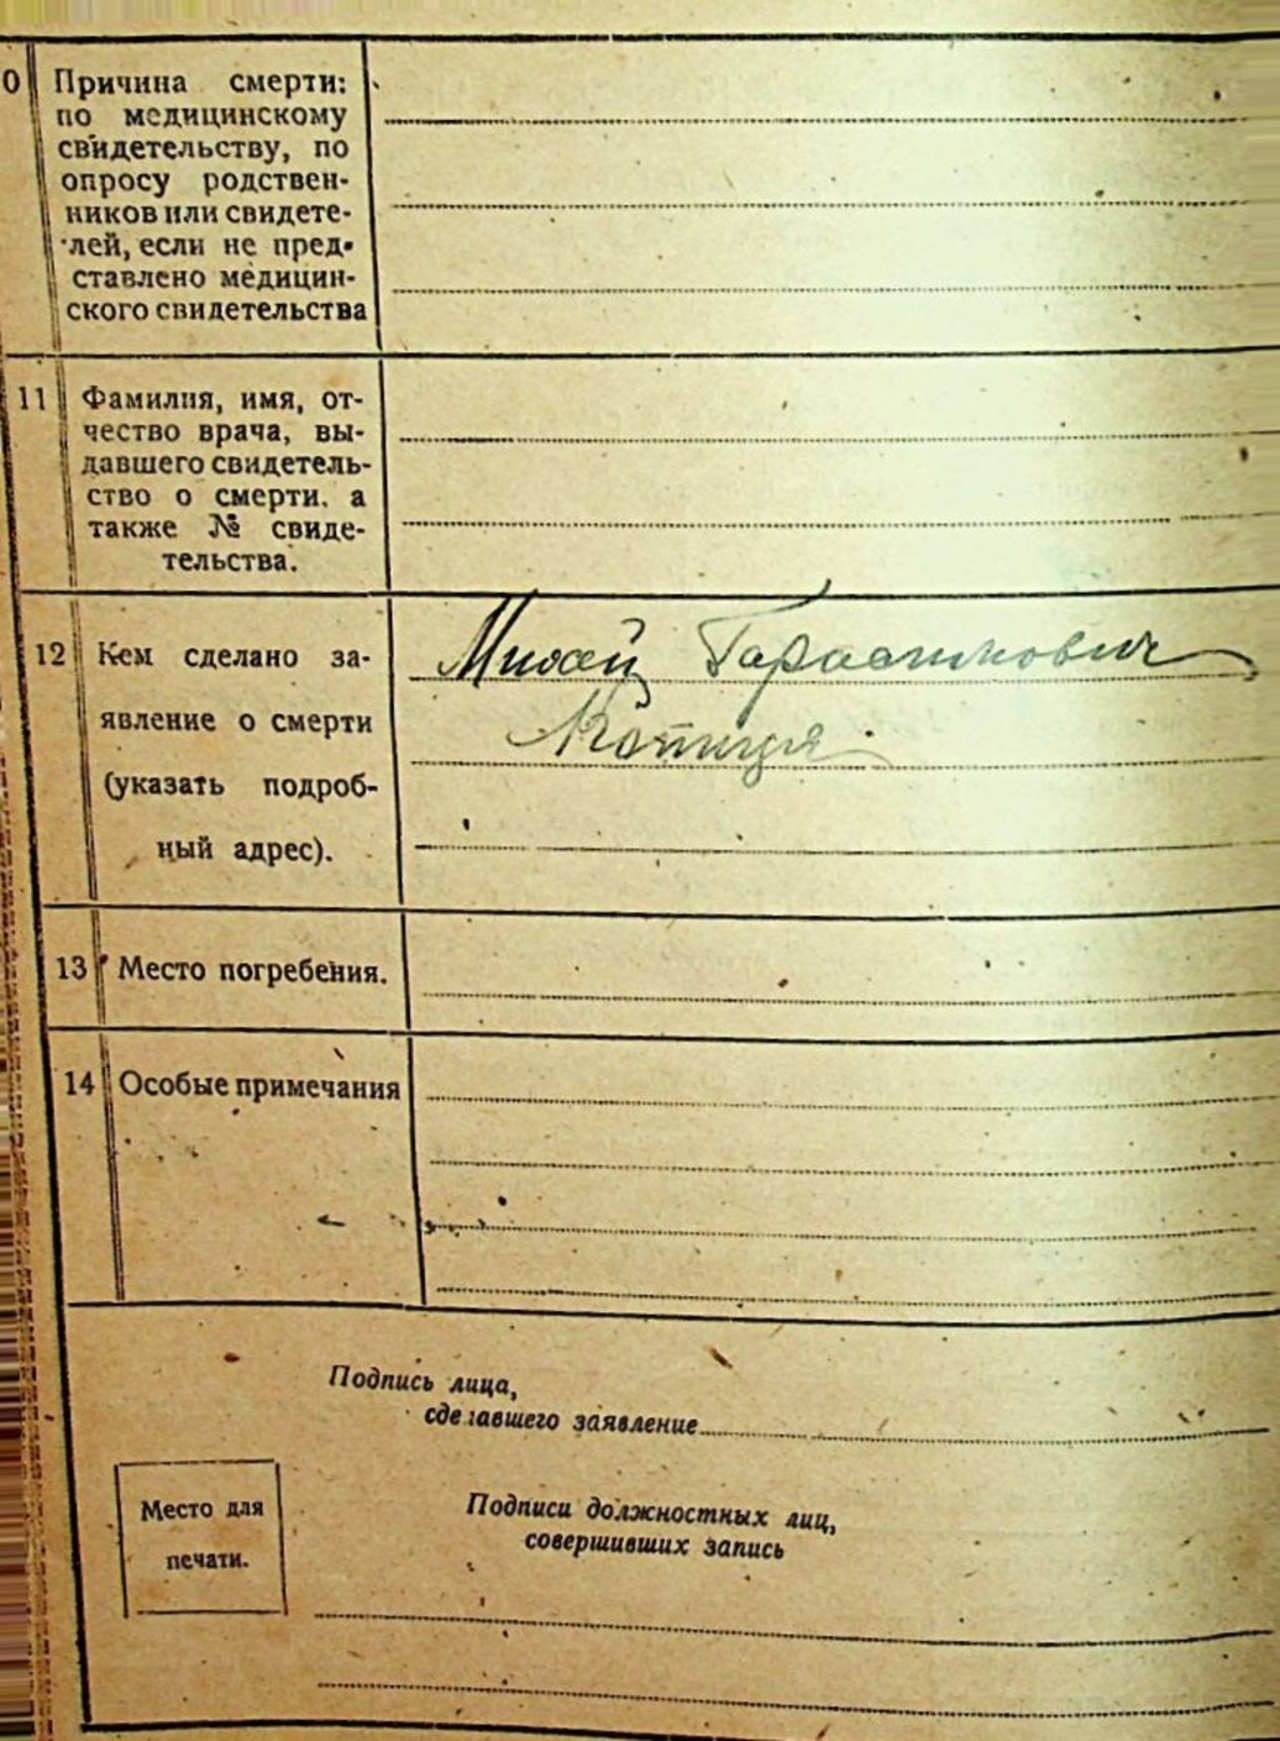 0 Причина смерти:
по медицинскому
свидетельству, по
опросу родствен-
ников или свидете-
лей, если не пред-
ставлено медицин-
ского свидетельства
11 Фамилия, имя, от-
чество врача, вы-
давшего свидетель-
ство о смерти. а
также № свиде-
тельства.
12 Кем сделано за-
явление о смерти
(указать подроб-
ный адрес).
Герасимович
13 Место погребения.
14 Особые примечания
Подпись лица,
сделавшего заявление
Место для
печати.
Подписи должностных лиц,
совершивших запись